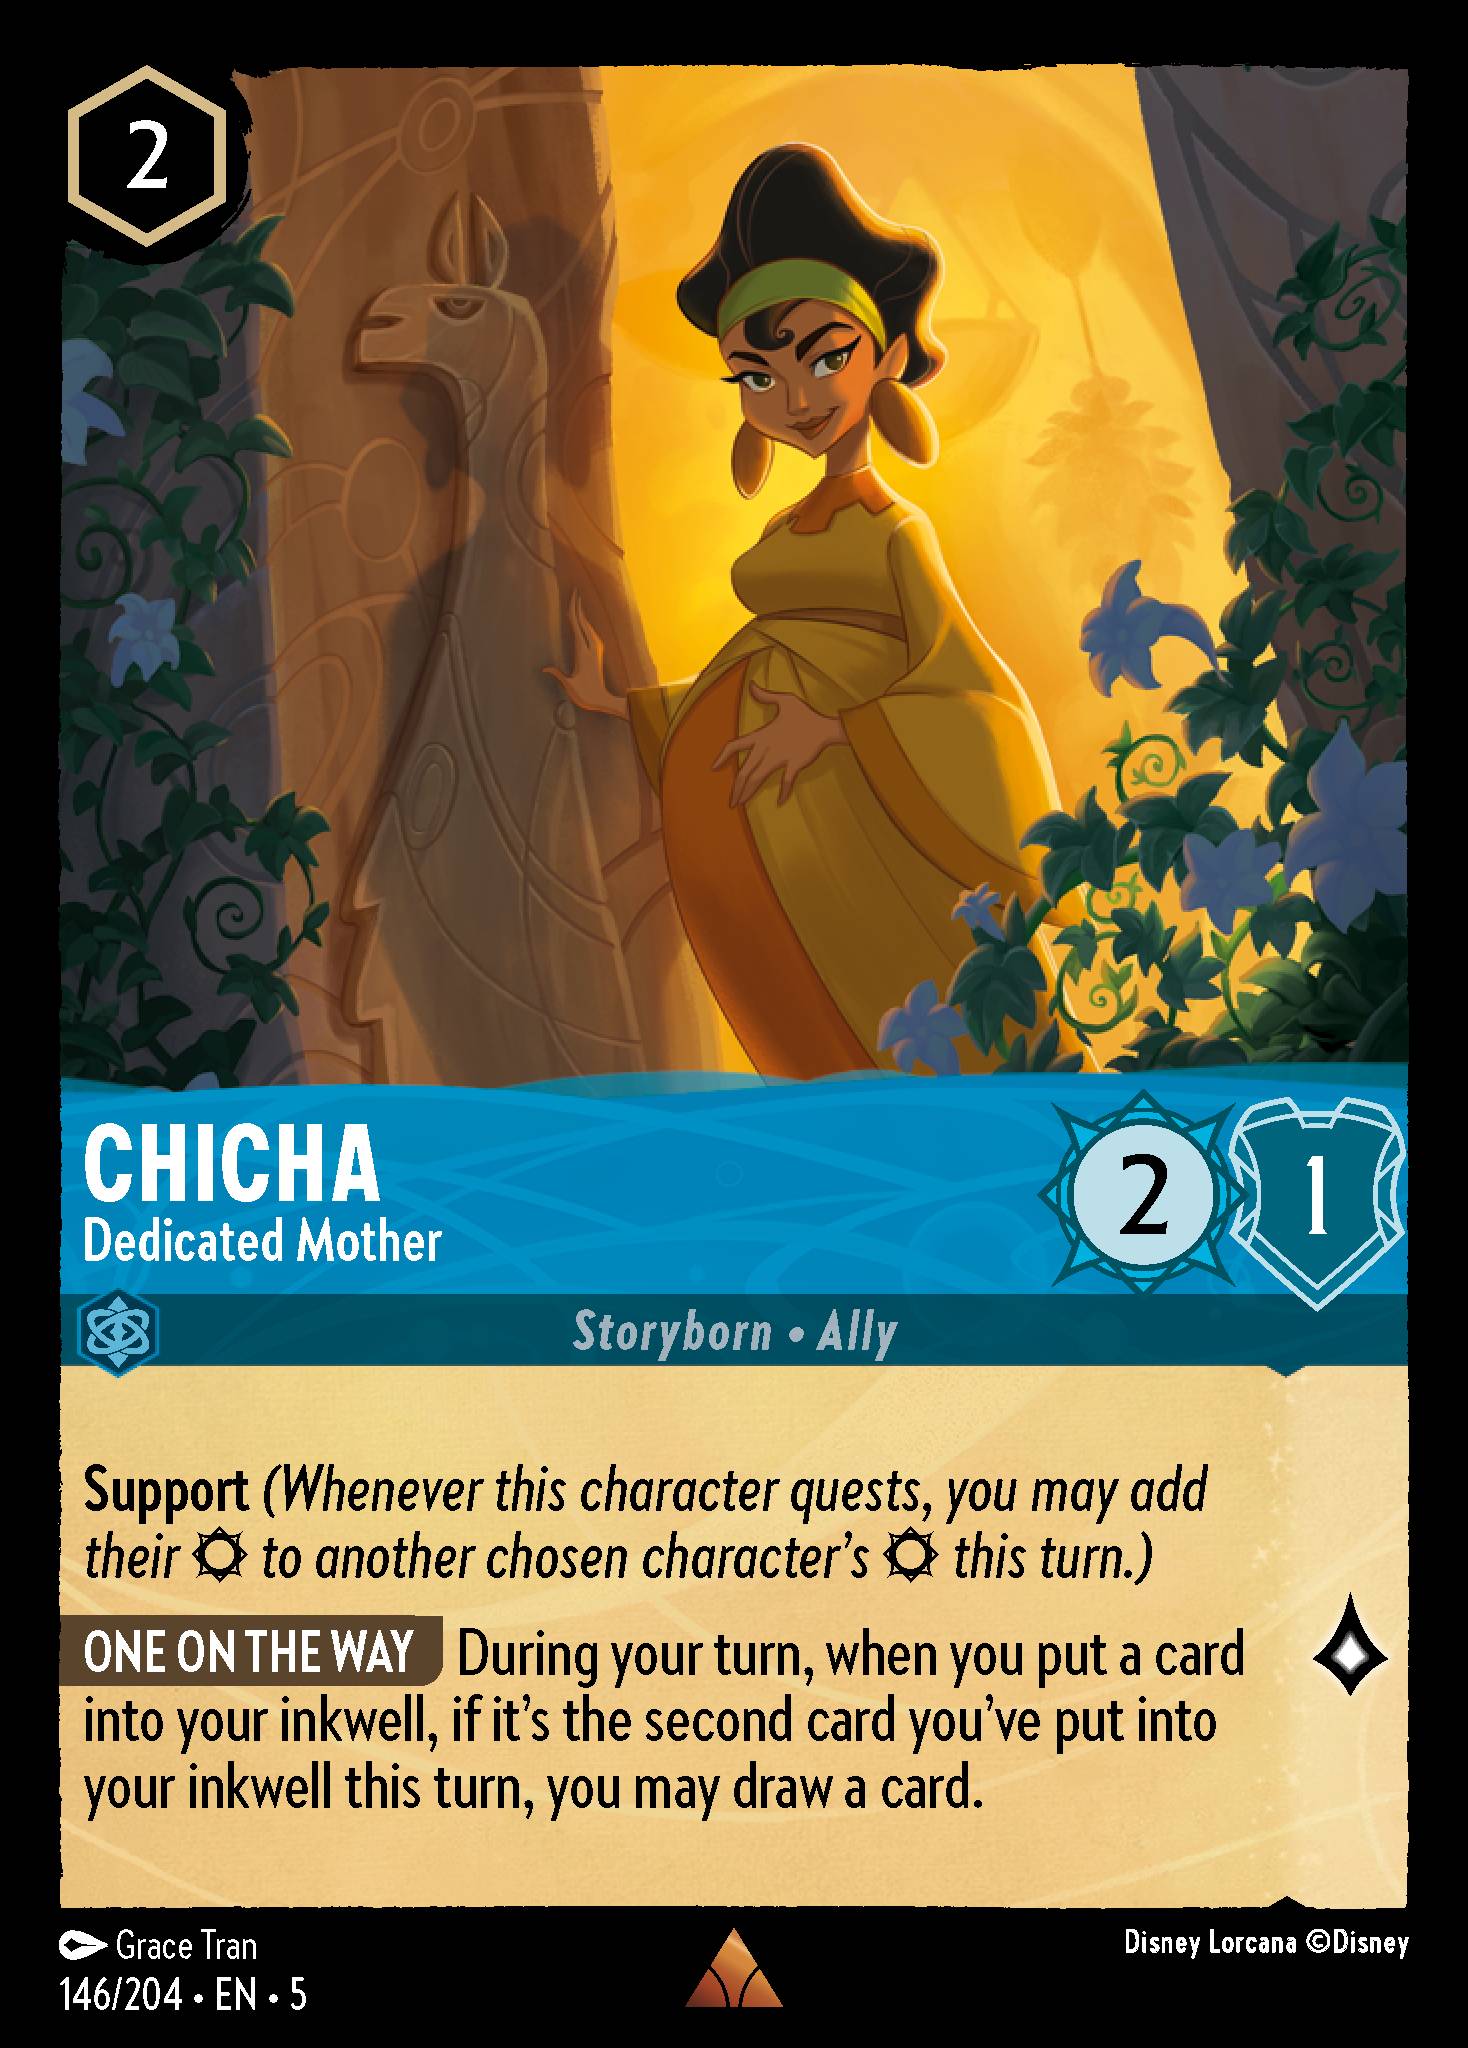 2
CHICHA
Dedicated Mother
2
1
Storyborn • Ally
Support (Whenever this character quests, you may add
their to another chosen character's this turn.)
ONE ON THE WAY During your turn, when you put a card
into your inkwell, if it's the second card you've put into
your inkwell this turn, you may draw a card.
Grace Tran
Disney Lorcana ©Disney
146/204 • EN • 5